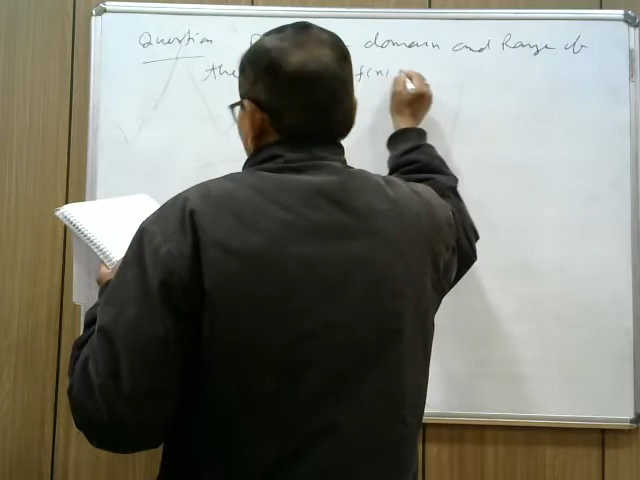 Question domain and Range of
the f(x)